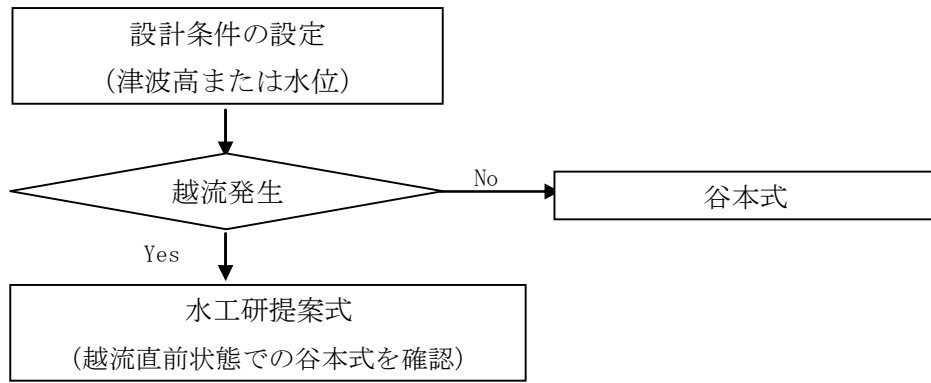 設計条件の設定
（津波高または水位）
越流発生
No
谷本式
Yes
水工研提案式
（越流直前状態での谷本式を確認）